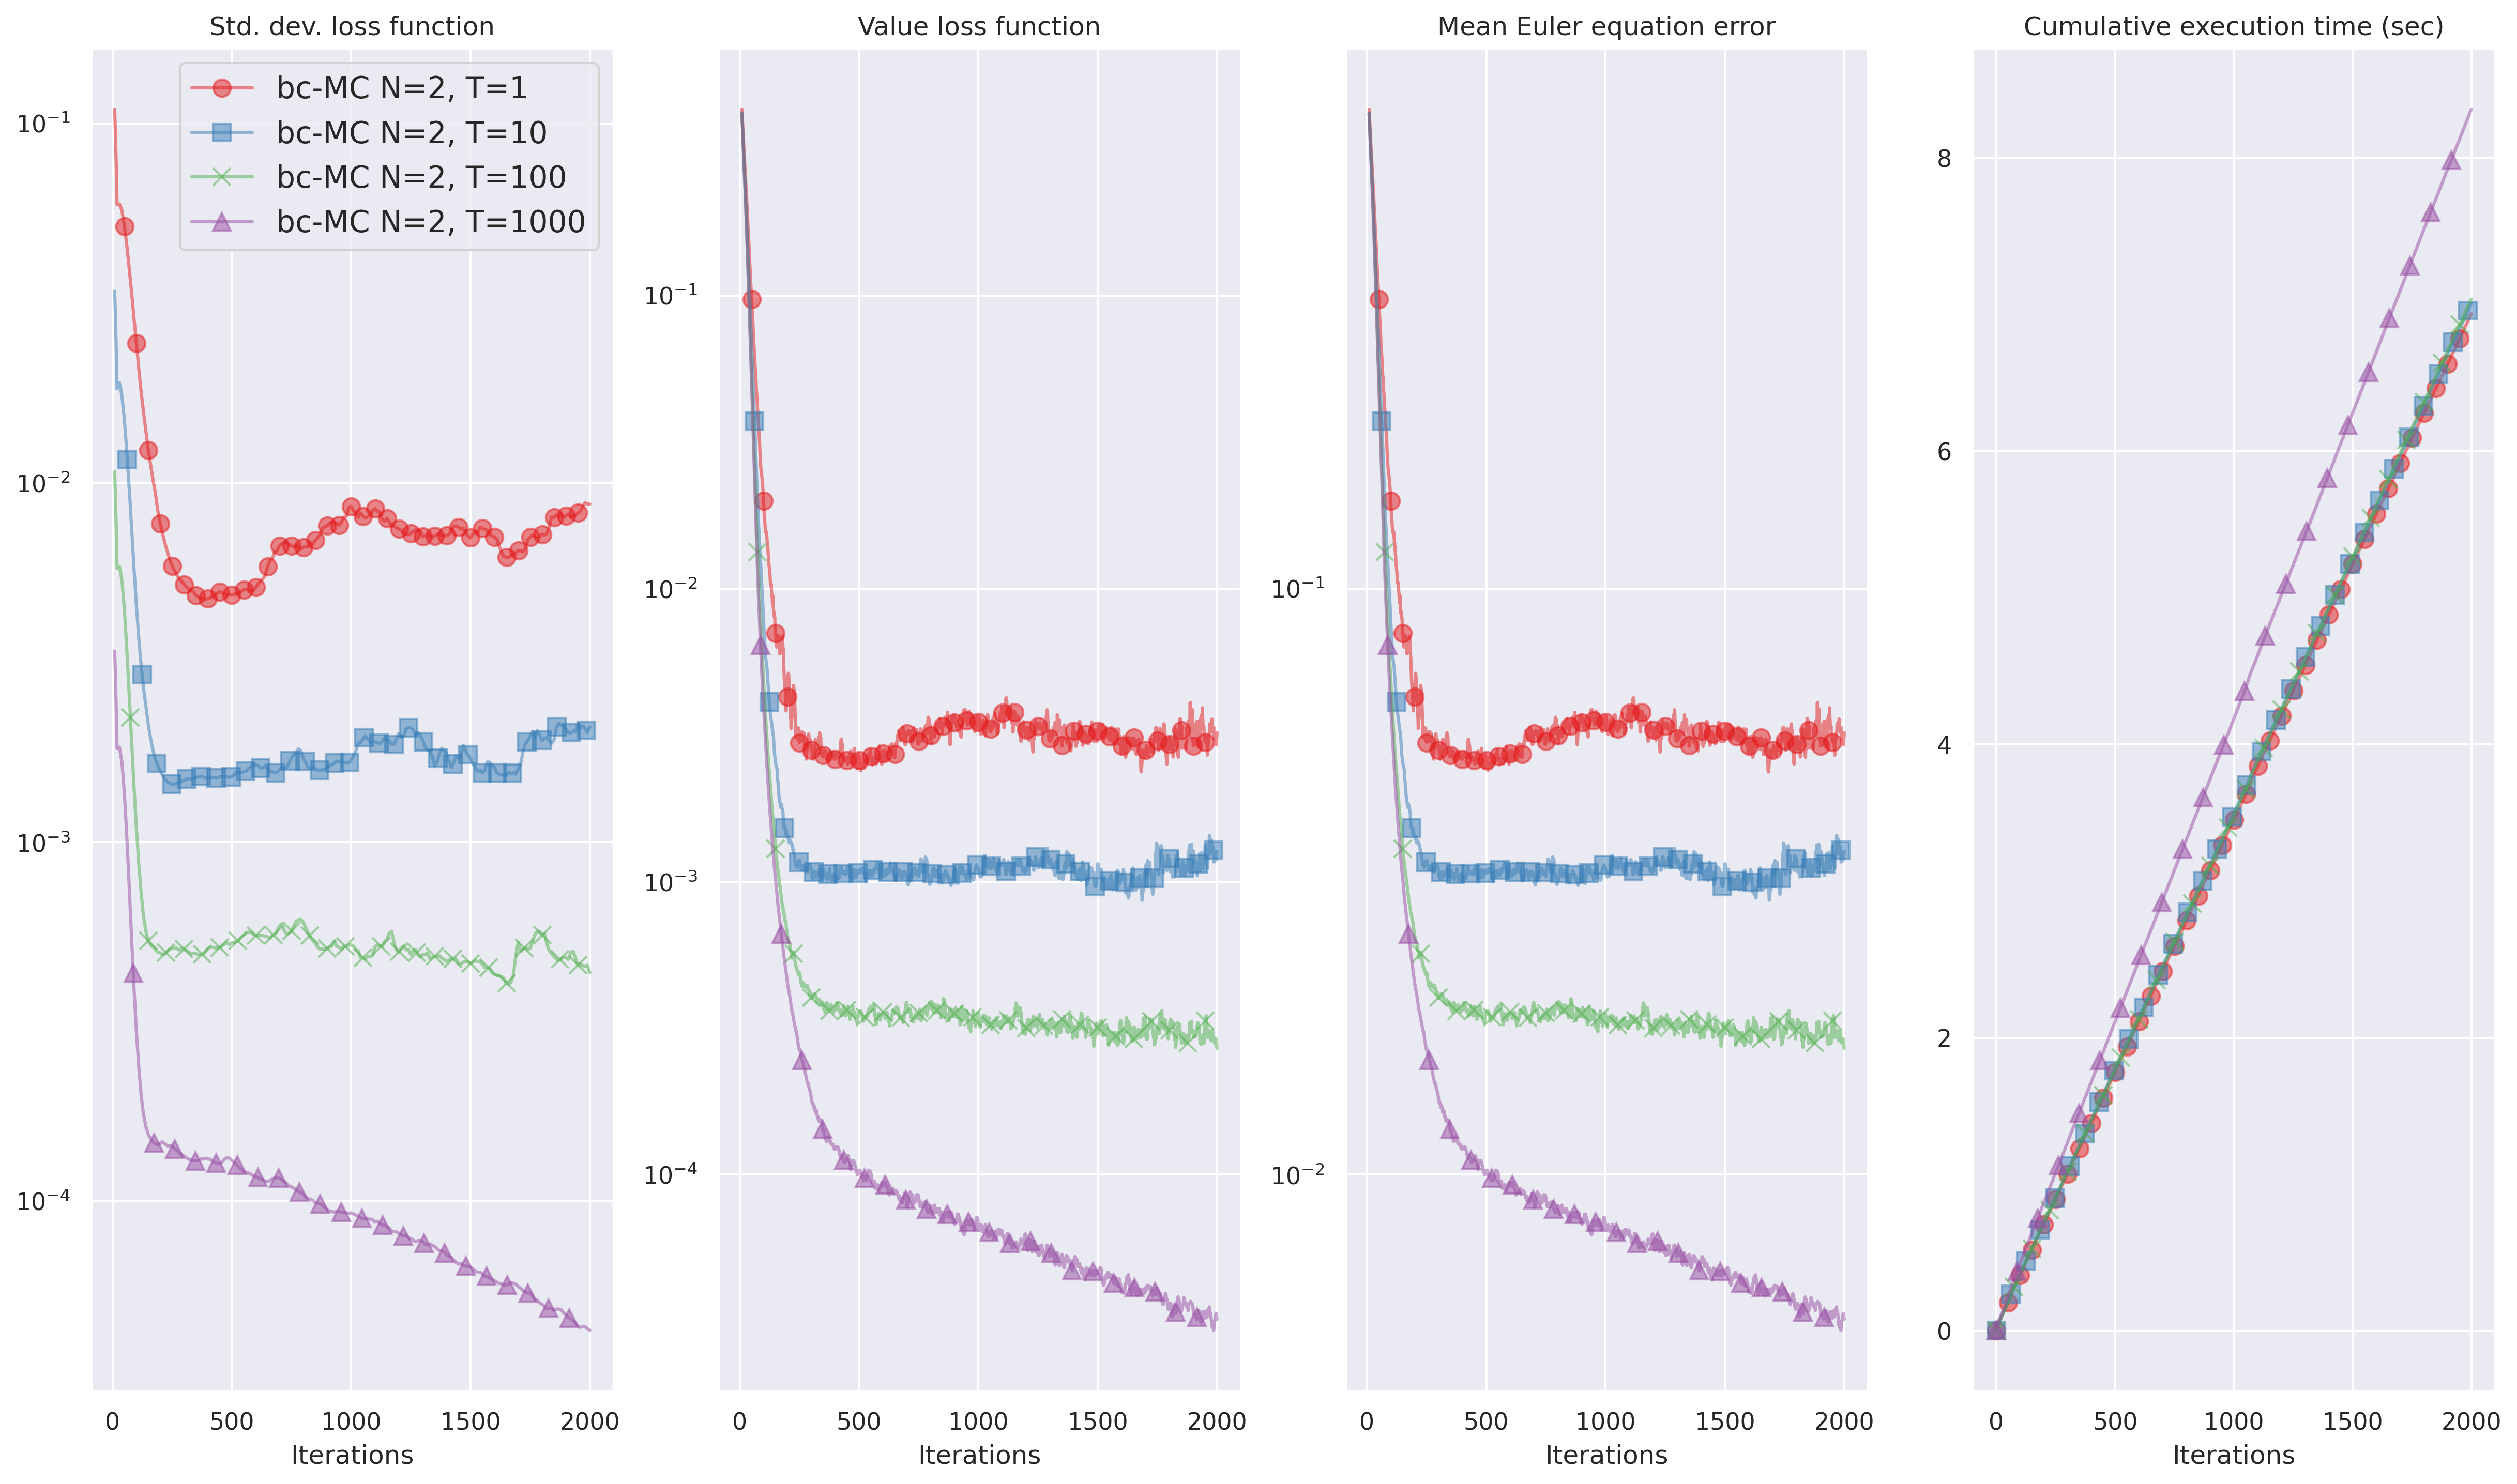 Std. dev. loss function
10⁻¹
10⁻²
10⁻³
10⁻⁴
0 500 1000 1500 2000
Iterations
bc-MC N=2, T=1
bc-MC N=2, T=10
bc-MC N=2, T=100
bc-MC N=2, T=1000
Value loss function
10⁻¹
10⁻²
10⁻³
10⁻⁴
0 500 1000 1500 2000
Iterations
Mean Euler equation error
10⁻¹
10⁻²
0 500 1000 1500 2000
Iterations
Cumulative execution time (sec)
8
6
4
2
0
0 500 1000 1500 2000
Iterations